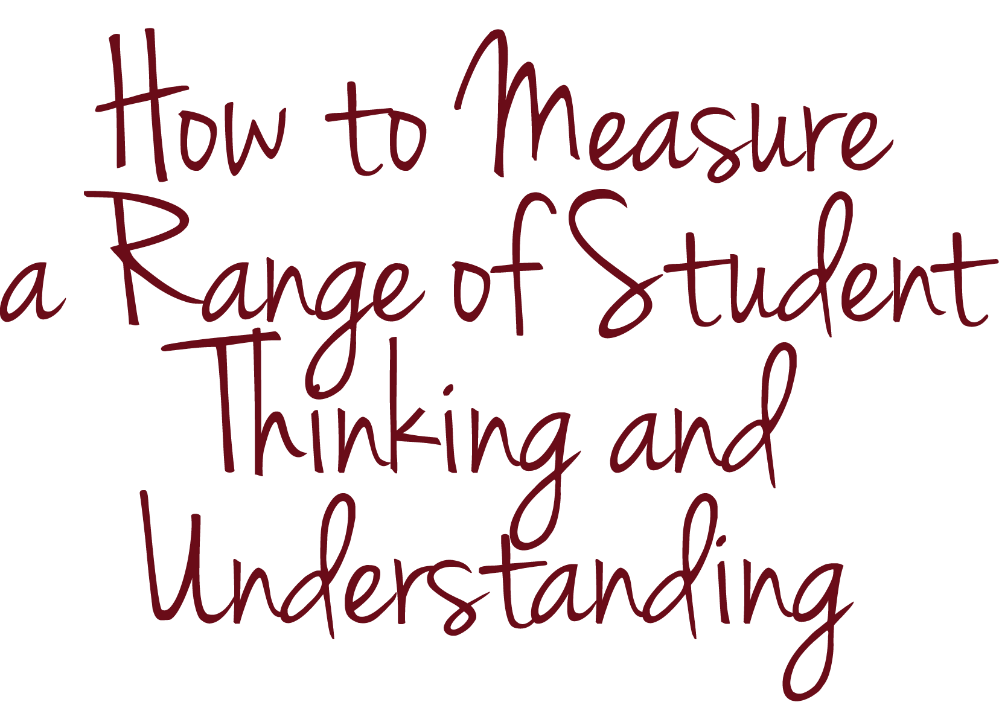 How to Measure
a Range of Student
Thinking and
Understanding